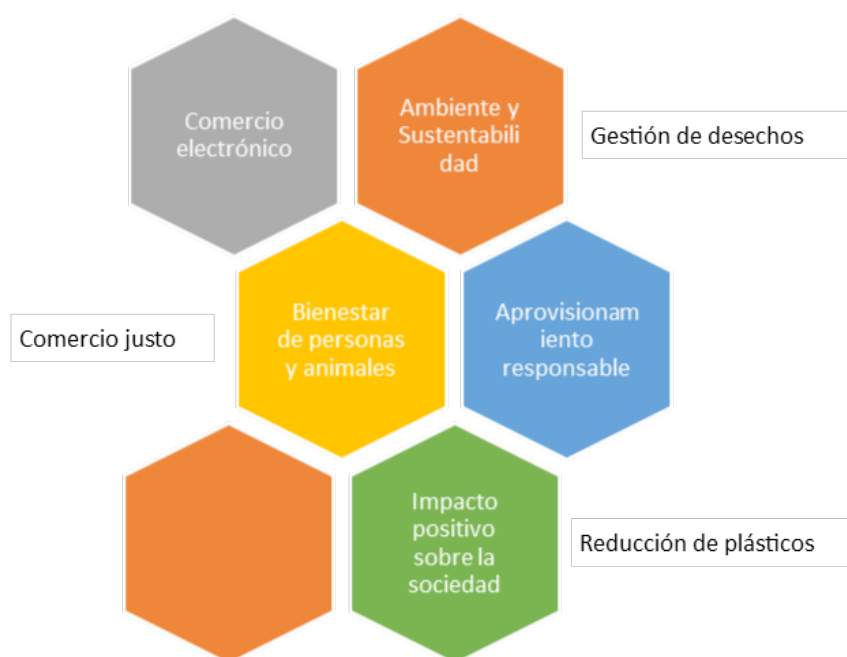 Comercio
electrónico
Ambiente y
Sustentabili
dad
Gestión de desechos
Comercio justo
Bienestar
de personas
y animales
Aprovisionam
iento
responsable
Impacto
positivo
sobre la
sociedad
Reducción de plásticos